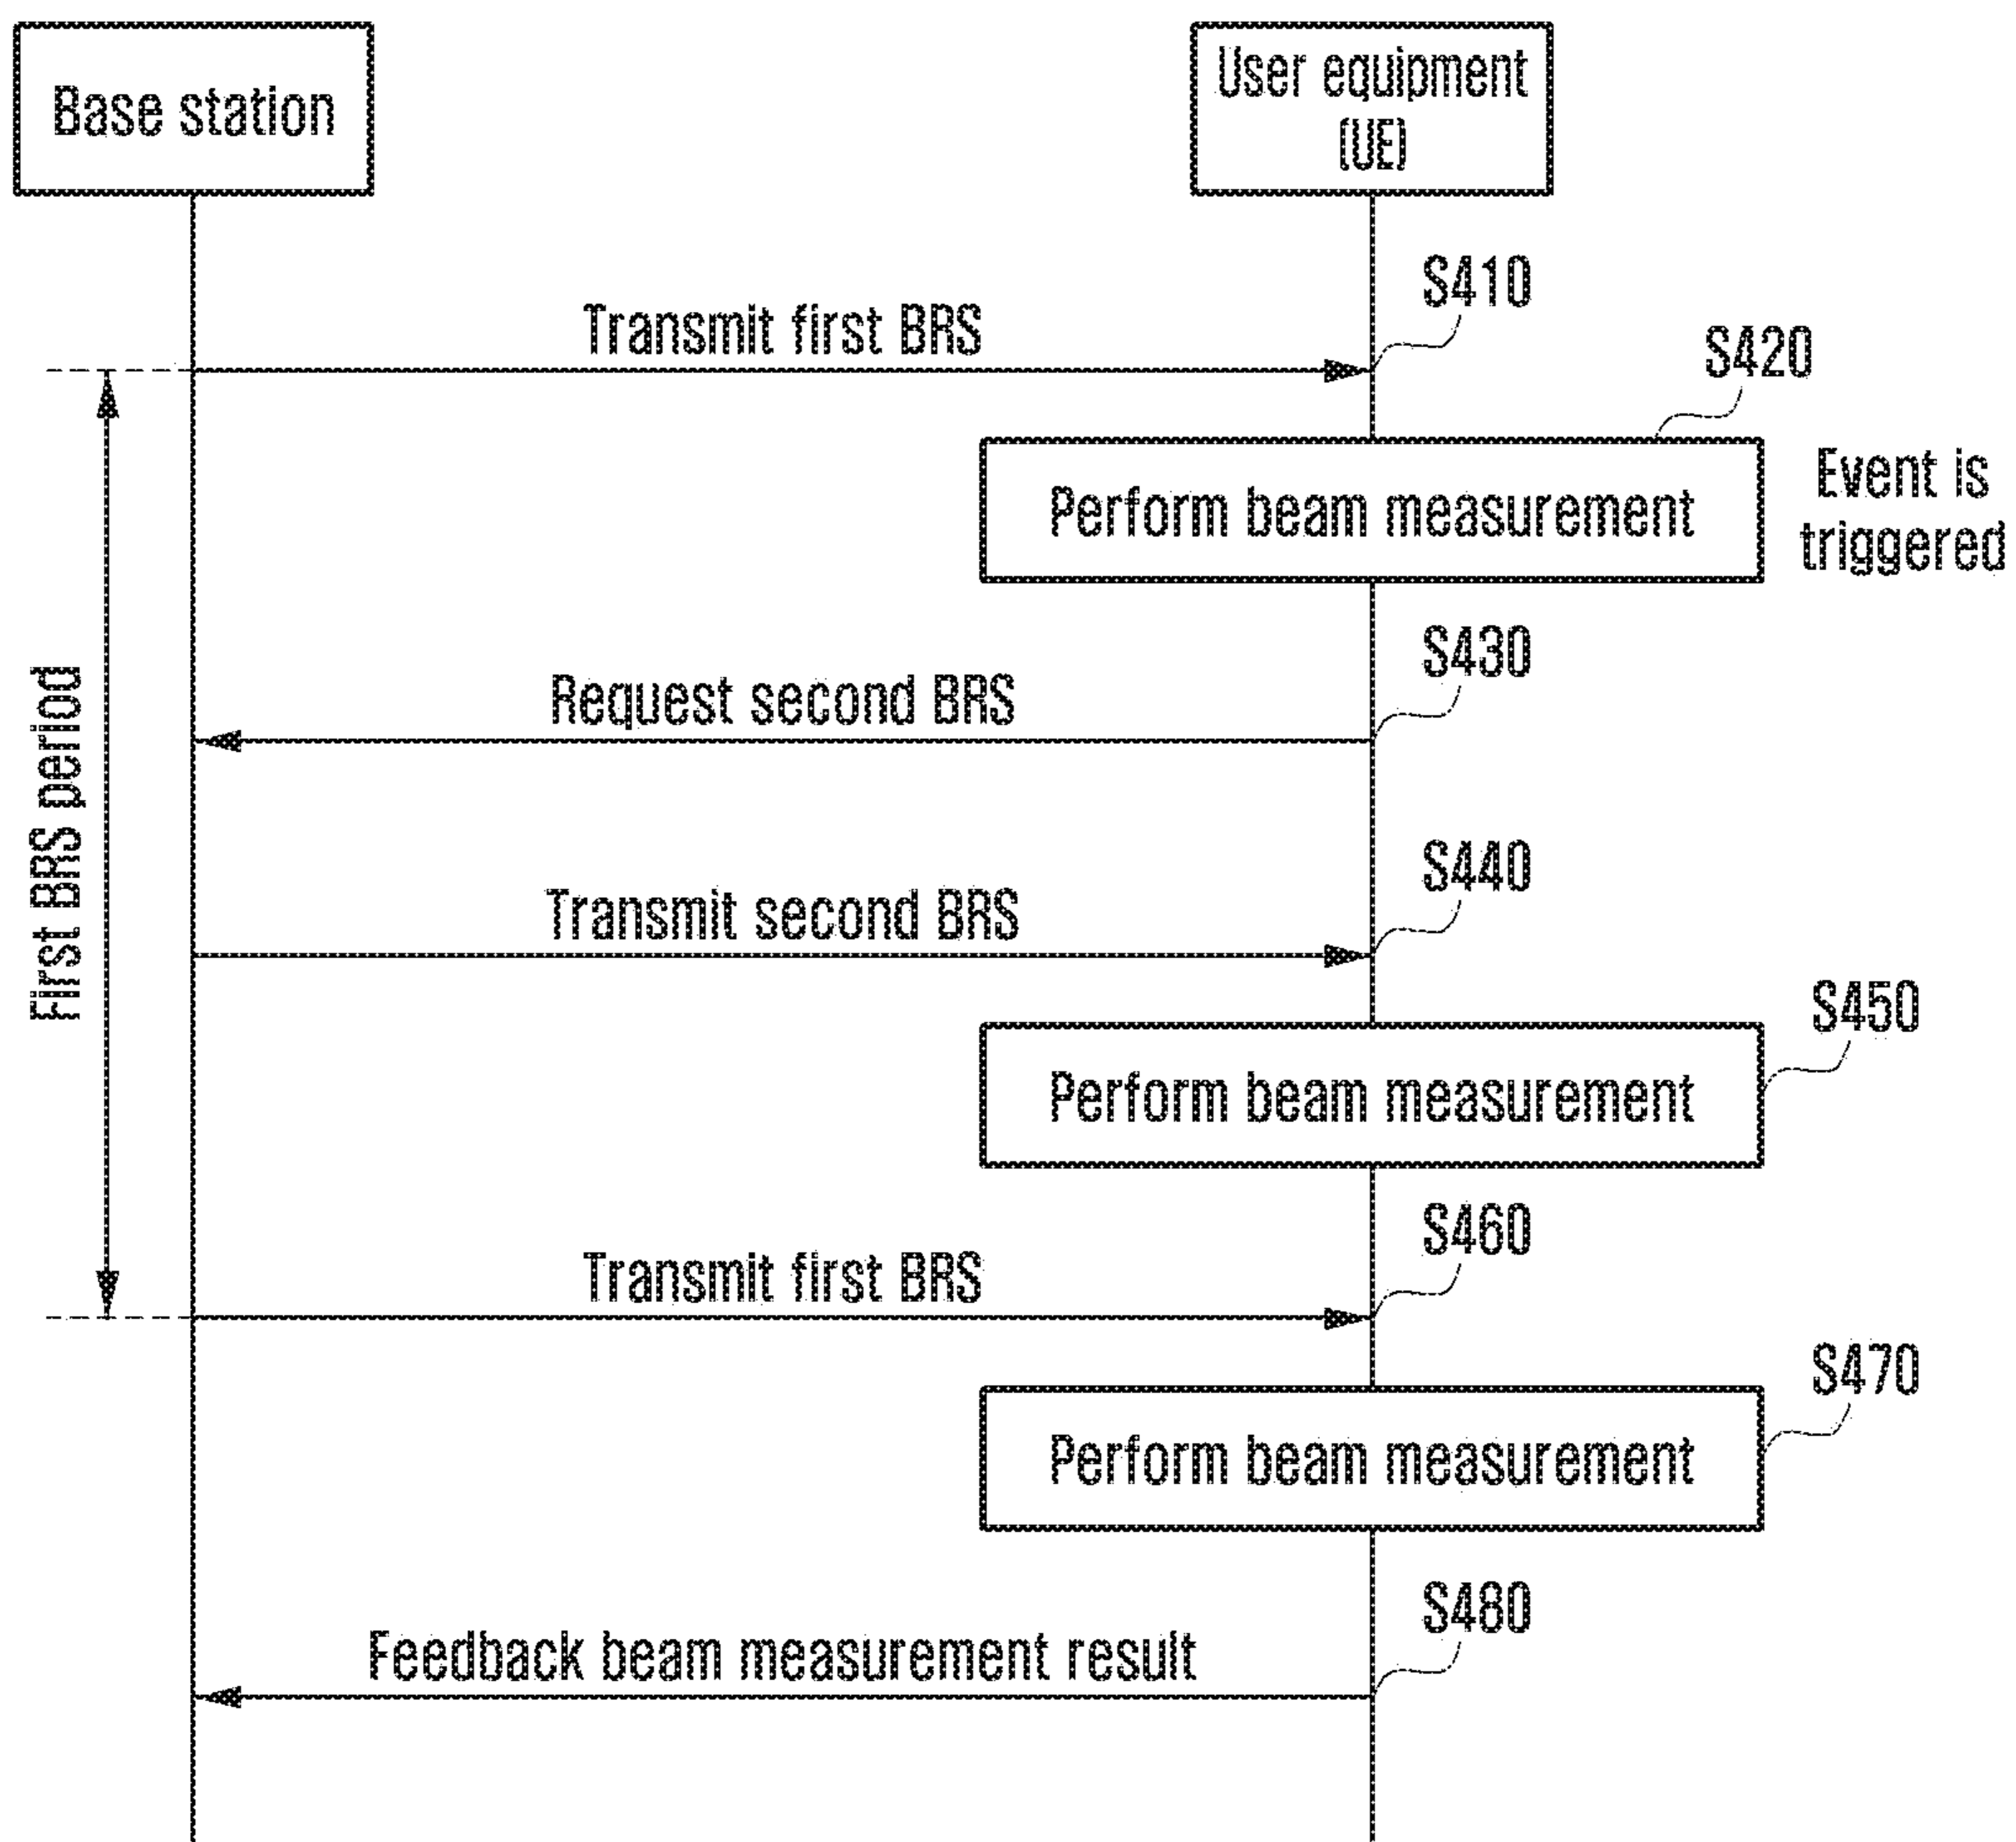 Base station
User equipment
(UE)
S410
Transmit first BRS
S420
Perform beam measurement
Event is
triggered
S430
Request second BRS
First BRS period
S440
Transmit second BRS
S450
Perform beam measurement
S460
Transmit first BRS
S470
Perform beam measurement
S480
Feedback beam measurement result